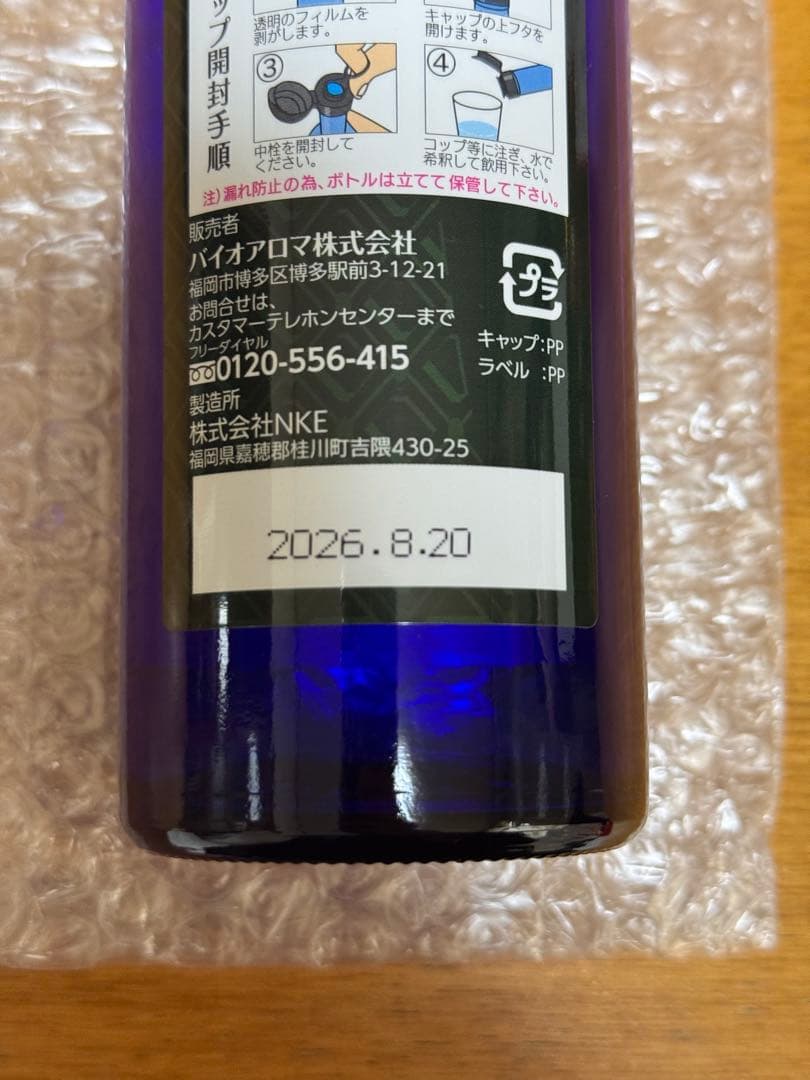 ップ開封手順
透明のフィルムを
剥がします。
キャップの上フタを
開けます。
③
中栓を開封して
ください。
④
コップ等に注ぎ、水で
希釈して飲用下さい。
注)漏れ防止の為、ボトルは立てて保管して下さい。
販売者
バイオアロマ株式会社
福岡市博多区博多駅前3-12-21
お問合せは、
カスタマーテレホンセンターまで
フリーダイヤル
0120-556-415
製造所
株式会社NKE
福岡県嘉穂郡桂川町吉隈430-25
プラ
キャップ:PP
ラベル :PP
2026.8.20